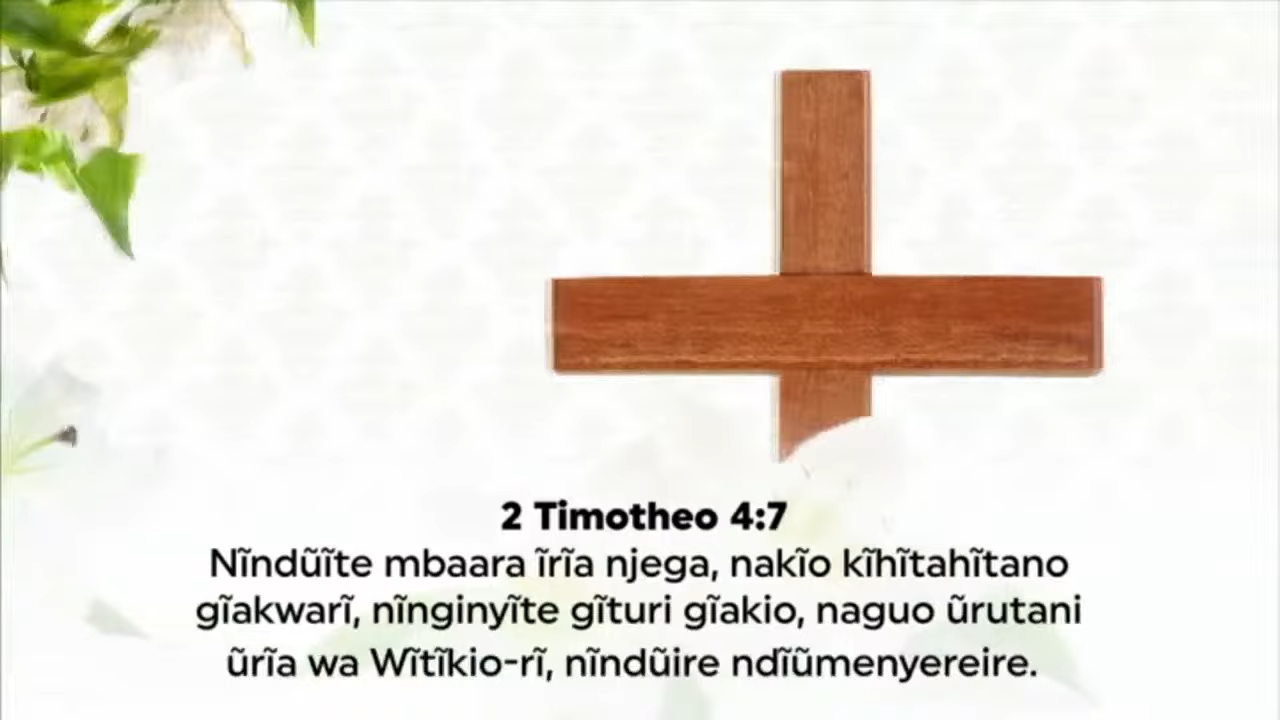 2 Timotheo 4:7
Nĩndũĩte mbaara ĩrĩa njega, nakĩo kĩhĩtahĩtano
gĩakwarĩ, nĩnginyĩte gĩturi gĩakio, naguo ũrutani
ũrĩa wa Wĩtĩkio-rĩ, nĩndũire ndĩũmenyereire.